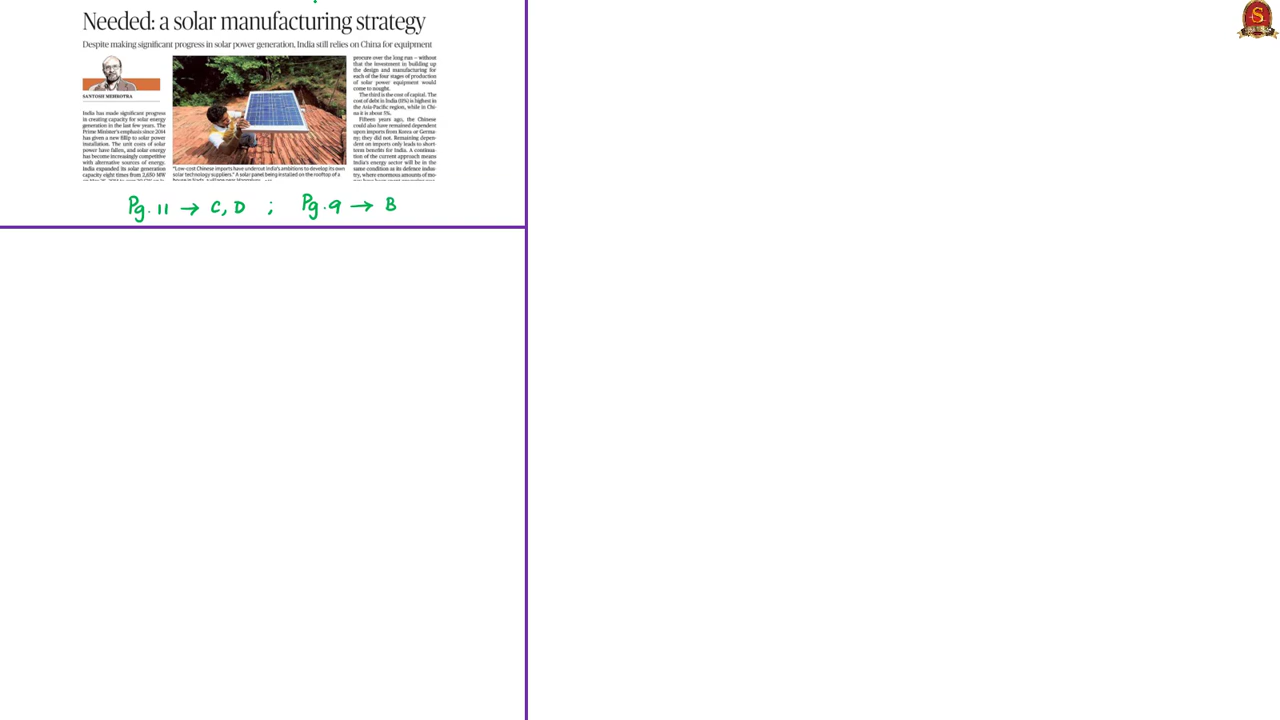 Needed: a solar manufacturing strategy
Despite making significant progress in solar power generation, India still relies on China for equipment
SANTOSH MEHROTRA
India has made significant progress
in creating capacity for solar energy
generation in the last few years. The
Prime Minister's emphasis since 2014
has given a new fillip to solar power
installation. The unit costs of solar
power have fallen, and solar energy
has become increasingly competitive
with alternative sources of energy.
India expanded its solar generation
capacity eight times from 2,650 MW
"Low-cost Chinese imports have undercut India's ambitions to develop its own
solar technology suppliers." A solar panel being installed on the rooftop of a
procure over the long run – without
that the investment in building up
the design and manufacturing for
each of the four stages of production
of solar power equipment would
come to nought.
The third is the cost of capital. The
cost of debt in India (11%) is highest in
the Asia-Pacific region, while in Chi-
na it is about 5%.
Fifteen years ago, the Chinese
could also have remained dependent
upon imports from Korea or Germa-
ny; they did not. Remaining depen-
dent on imports only leads to short-
term benefits for India. A continua-
tion of the current approach means
India's energy sector will be in the
same condition as its defence indus-
try, where enormous amounts of mo-
Pg. 11 → C, D ; Pg. 9 → B
S